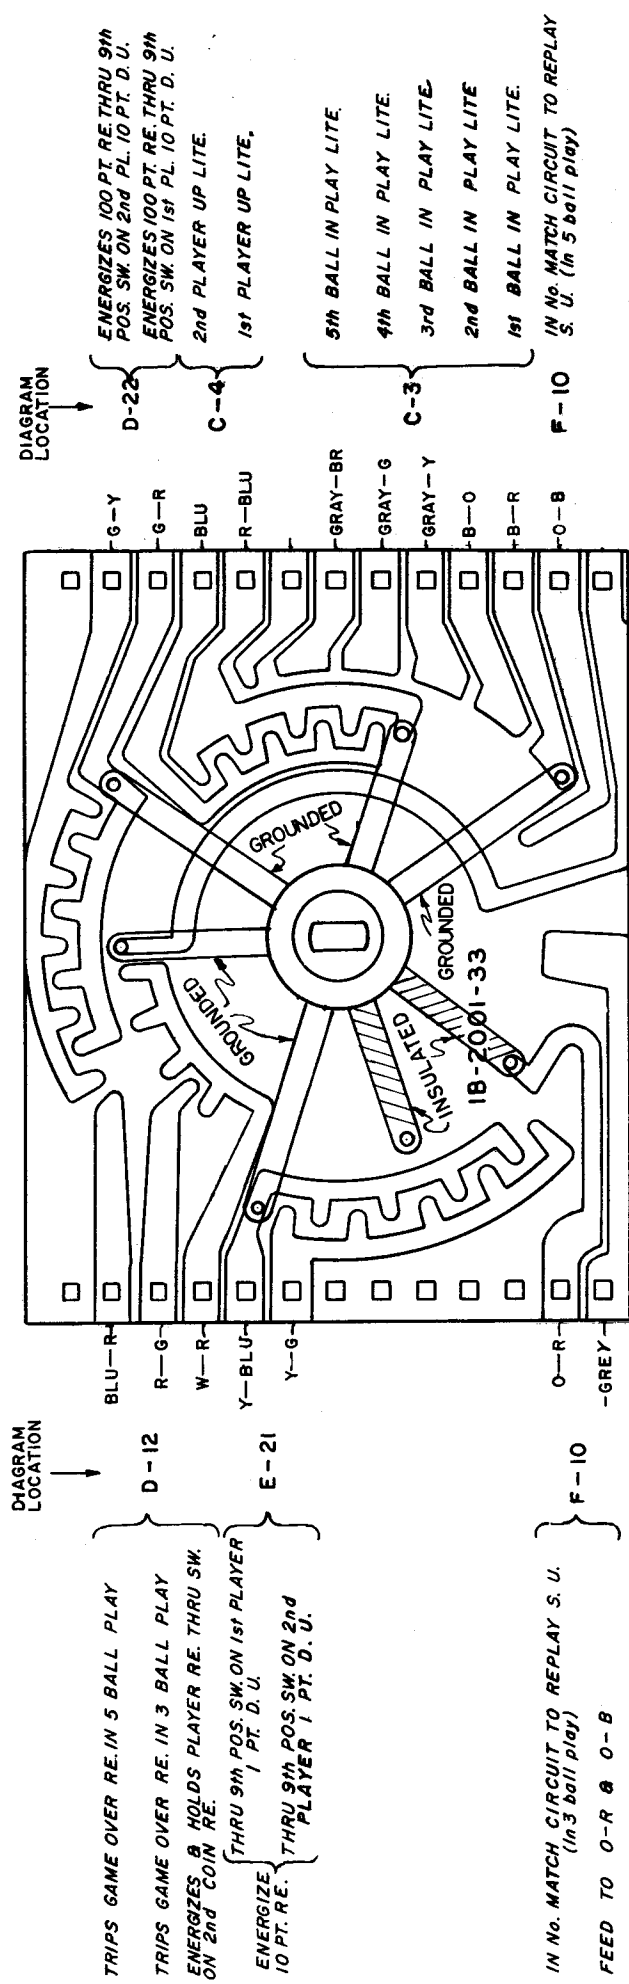 DIAGRAM
LOCATION
ENERGIZES 100 PT. RE. THRU 9th
POS. SW. ON 2nd PL. 10 PT. D. U.
ENERGIZES 100 PT. RE. THRU 9th
POS. SW. ON 1st PL. 10 PT. D. U.
D-22
2nd PLAYER UP LITE.
1st PLAYER UP LITE.
C-4
5th BALL IN PLAY LITE.
4th BALL IN PLAY LITE.
3rd BALL IN PLAY LITE.
2nd BALL IN PLAY LITE
1st BALL IN PLAY LITE.
C-3
IN No. MATCH CIRCUIT TO REPLAY
S. U. (In 5 ball play)
F-10
G-Y
G-R
BLU
R-BLU
GRAY-BR
GRAY-G
GRAY-Y
B-O
B-R
O-B
GROUNDED
GROUNDED
GROUNDED
INSULATED
1B-2001-33
BLU-R
R-G
W-R
Y-BLU
Y-G
O-R
-GREY
DIAGRAM
LOCATION
TRIPS GAME OVER RE. IN 5 BALL PLAY
TRIPS GAME OVER RE. IN 3 BALL PLAY
ENERGIZES & HOLDS PLAYER RE. THRU SW.
ON 2nd COIN RE.
D-12
ENERGIZE
10 PT. RE.
THRU 9th POS. SW. ON 1st PLAYER
1 PT. D. U.
THRU 9th POS. SW. ON 2nd
PLAYER 1 PT. D. U.
E-21
IN No. MATCH CIRCUIT TO REPLAY S. U.
(In 3 ball play)
FEED TO O-R & O-B
F-10